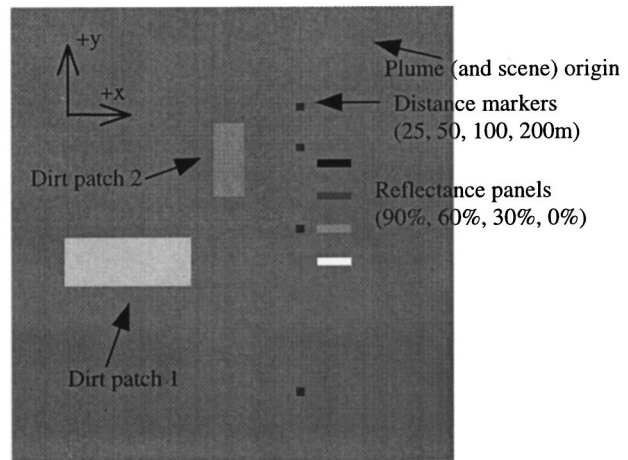 +y
+x
Plume (and scene) origin
Distance markers
(25, 50, 100, 200m)
Dirt patch 2
Reflectance panels
(90%, 60%, 30%, 0%)
Dirt patch 1